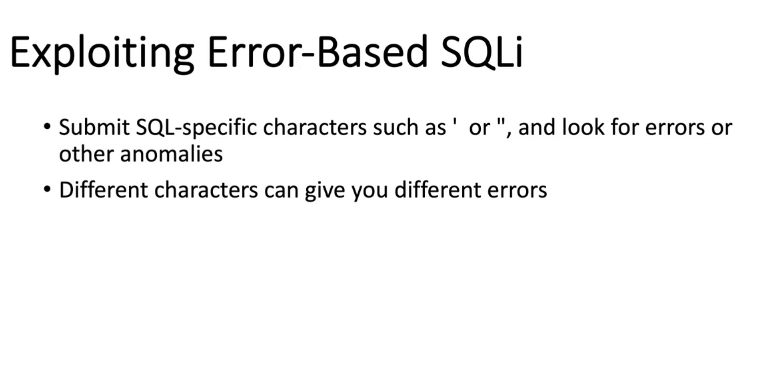 Exploiting Error-Based SQLi
• Submit SQL-specific characters such as ' or ", and look for errors or
other anomalies
• Different characters can give you different errors